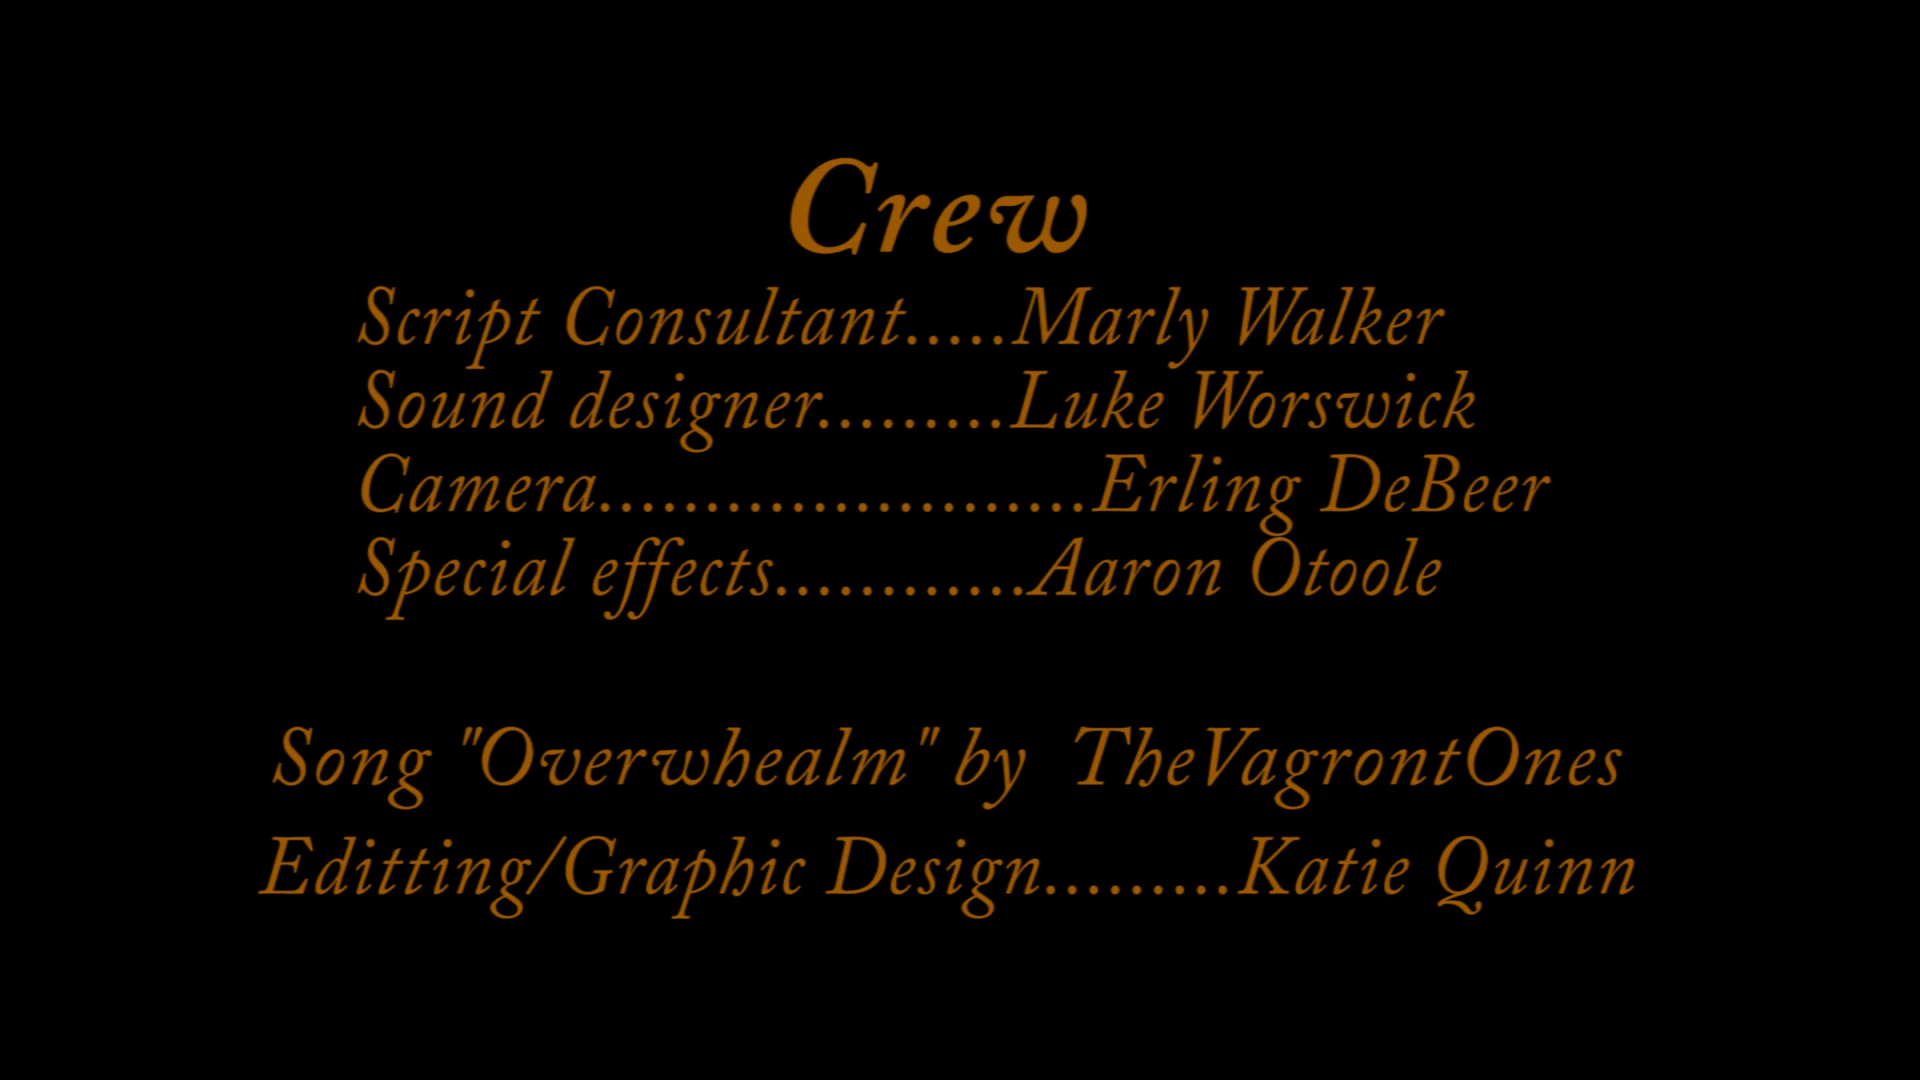 Crew
Script Consultant.....Marly Walker
Sound designer.........Luke Worswick
Camera.......................Erling DeBeer
Special effects............Aaron Otoole
Song "Overwhealm" by  TheVagrontOnes
Editting/Graphic Design.........Katie Quinn